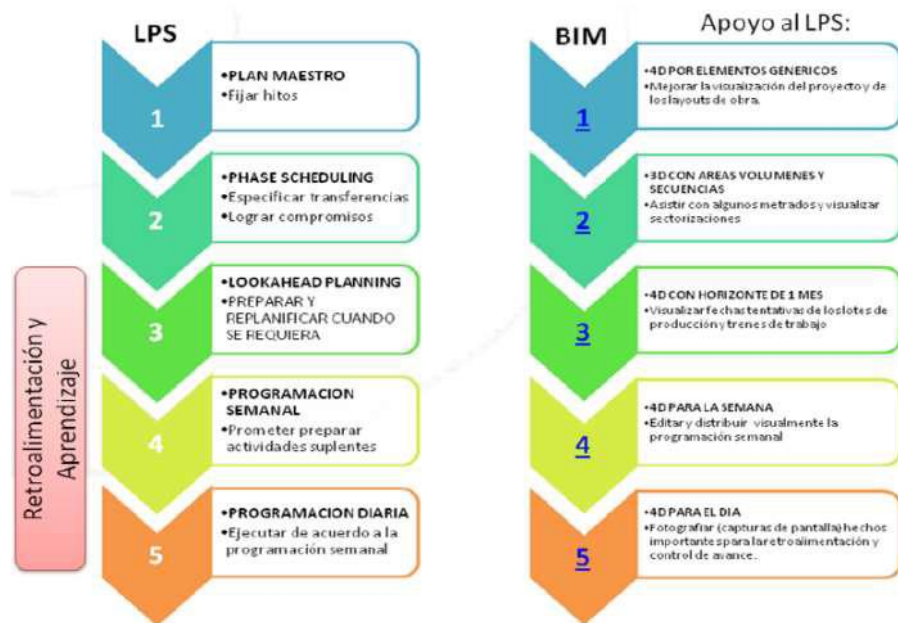 LPS
1
•PLAN MAESTRO
•Fijar hitos
2
•PHASE SCHEDULING
•Especificar transferencias
•Lograr compromisos
3
•LOOKAHEAD PLANNING
•PREPARAR Y
REPLANIFICAR CUANDO
SE REQUIERA
4
•PROGRAMACION
SEMANAL
•Prometer preparar
actividades suplentes
5
•PROGRAMACION DIARIA
•Ejecutar de acuerdo a la
programación semanal
Retroalimentación y
Aprendizaje
BIM
Apoyo al LPS:
1
•4D POR ELEMENTOS GENERICOS
•Mejorar la visualización del proyecto y de
los layouts de obra.
2
•3D CON AREAS VOLUMENES Y
SECUENCIAS
•Asistir con algunos metrados y visualizar
sectorizaciones
3
•4D CON HORIZONTE DE 1 MES
•Visualizar fechas tentativas de los lotes de
producción y trenes de trabajo
4
•4D PARA LA SEMANA
•Editar y distribuir visualmente la
programación semanal
5
•4D PARA EL DIA
•Fotografiar (capturas de pantalla) hechos
importantes para la retroalimentación y
control de avance..